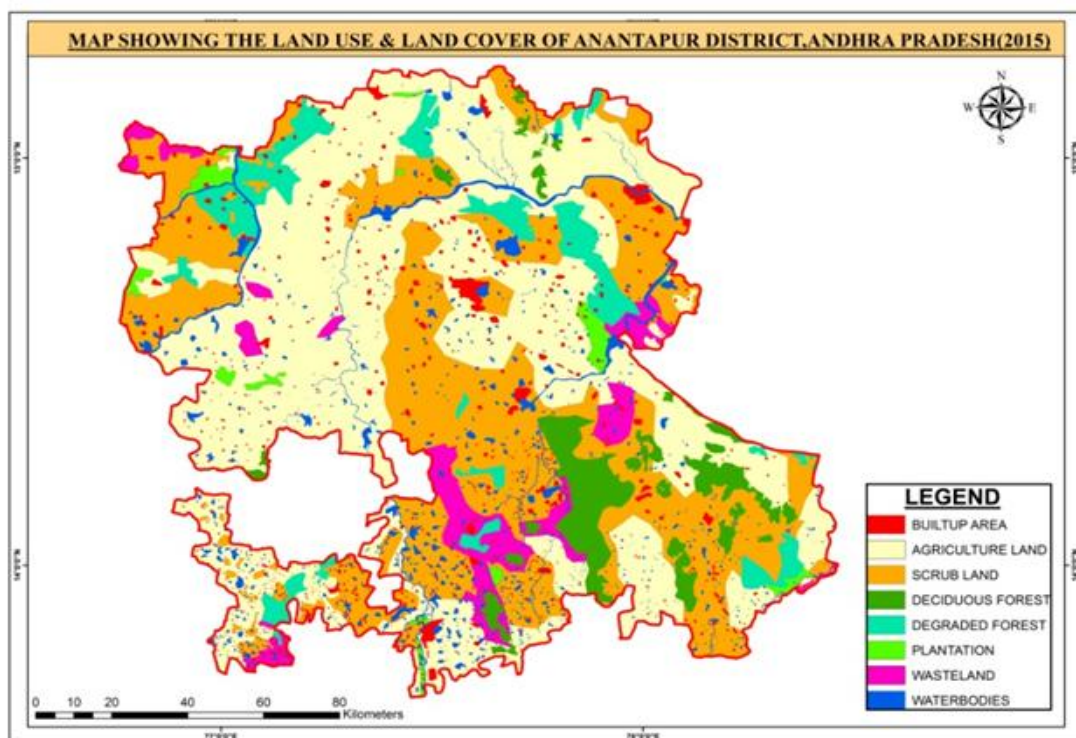 MAP SHOWING THE LAND USE & LAND COVER OF ANANTAPUR DISTRICT,ANDHRA PRADESH(2015)
N
W E
S
LEGEND
BUILTUP AREA
AGRICULTURE LAND
SCRUB LAND
DECIDUOUS FOREST
DEGRADED FOREST
PLANTATION
WASTELAND
WATERBODIES
0 5 10 20 40 60 80
Kilometers